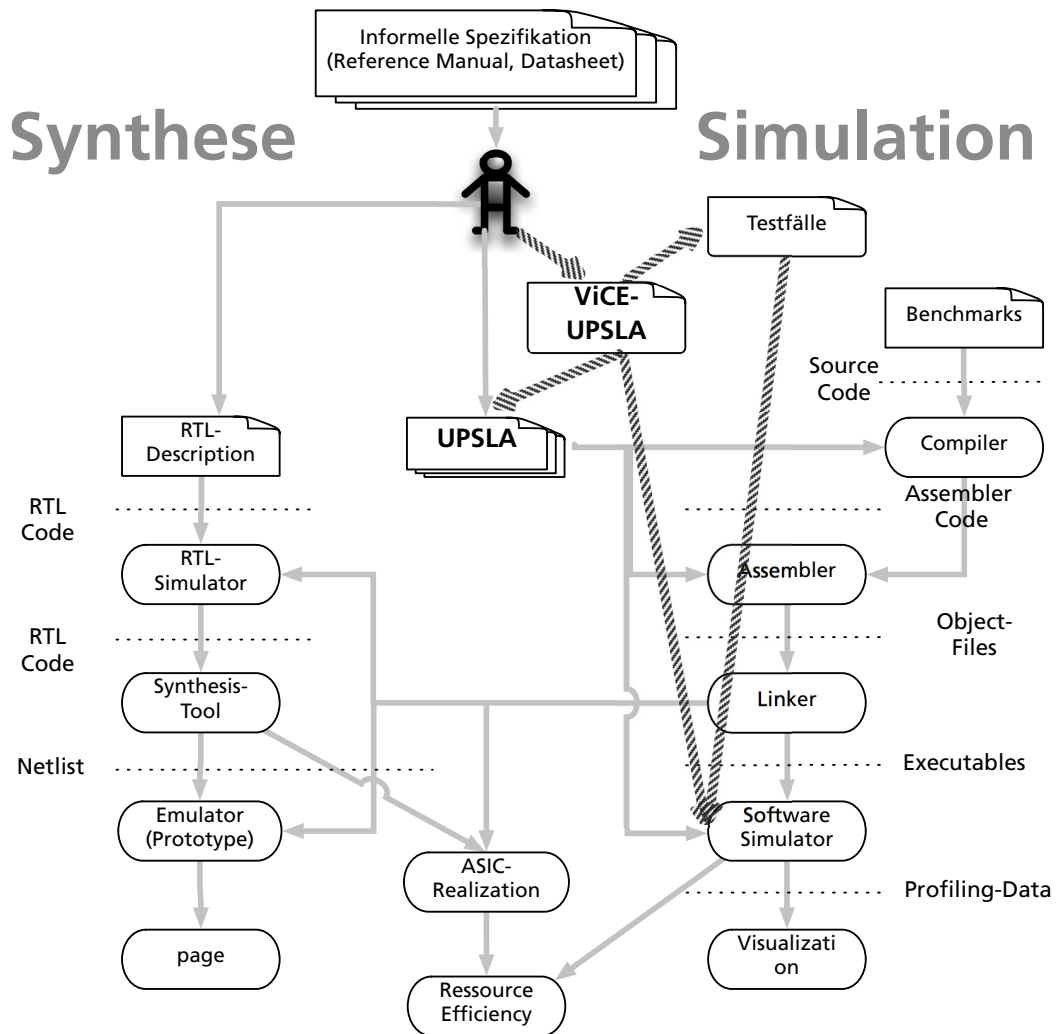 Informelle Spezifikation
(Reference Manual, Datasheet)
Synthese
Simulation
Testfälle
ViCE-
UPSLA
Benchmarks
Source
Code
RTL-
Description
UPSLA
Compiler
RTL
Code
Assembler
Code
RTL-
Simulator
Assembler
RTL
Code
Object-
Files
Synthesis-
Tool
Linker
Netlist
Executables
Emulator
(Prototype)
Software
Simulator
ASIC-
Realization
Profiling-Data
page
Visualizati
on
Ressource
Efficiency